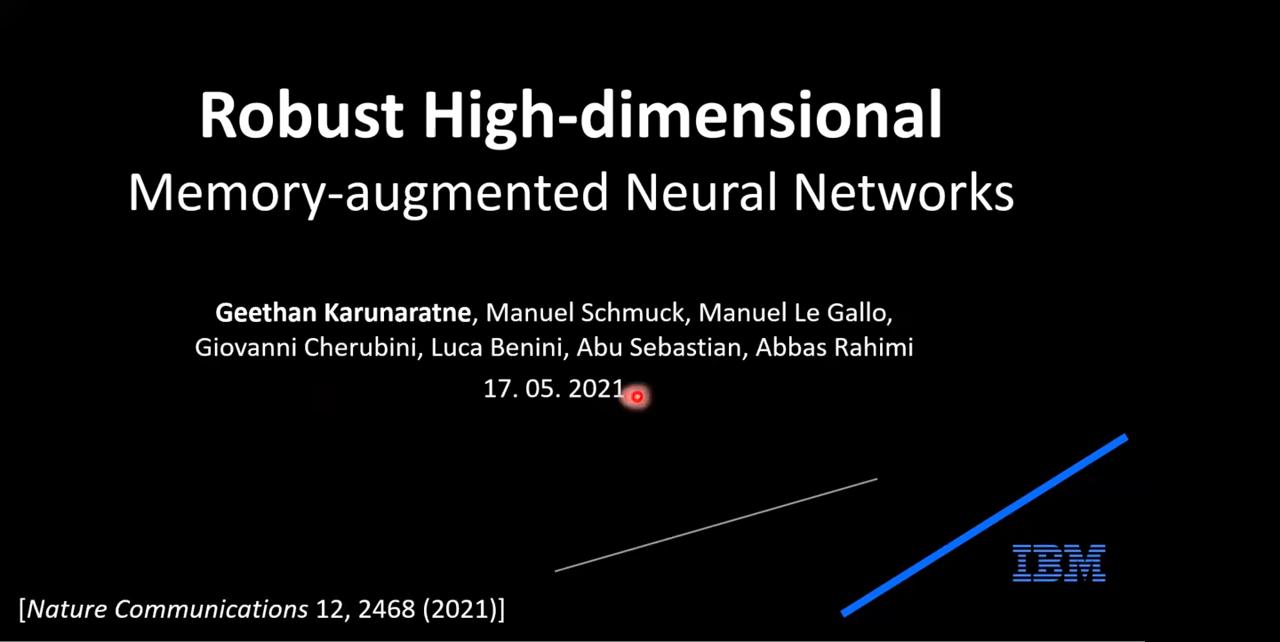 Robust High-dimensional
Memory-augmented Neural Networks
Geethan Karunaratne, Manuel Schmuck, Manuel Le Gallo,
Giovanni Cherubini, Luca Benini, Abu Sebastian, Abbas Rahimi
17. 05. 2021
IBM
[Nature Communications 12, 2468 (2021)]